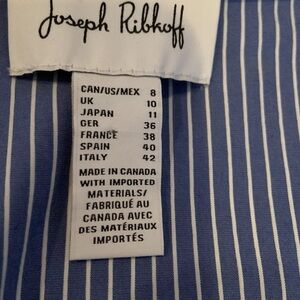 Joseph Ribkoff
CAN/US/MEX 8
UK 10
JAPAN 11
GER 36
FRANCE 38
SPAIN 40
ITALY 42
MADE IN CANADA
WITH IMPORTED
MATERIALS/
FABRIQUÉ AU
CANADA AVEC
DES MATÉRIAUX
IMPORTÉS